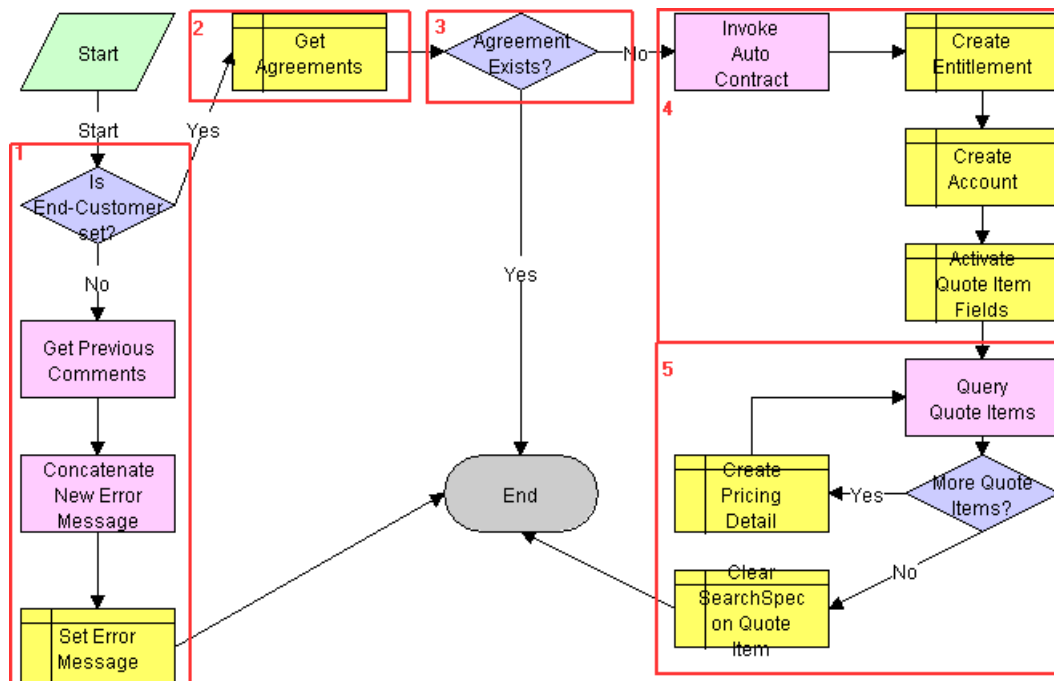 Start
Start
1
Is
End-Customer
set?
No
Get Previous
Comments
Concatenate
New Error
Message
Set Error
Message
Yes
2
Get
Agreements
3
Agreement
Exists?
No
Yes
End
4
Invoke
Auto
Contract
Create
Entitlement
Create
Account
Activate
Quote Item
Fields
5
Query
Quote Items
More Quote
Items?
Yes
Create
Pricing
Detail
No
Clear
SearchSpec
on Quote
Item